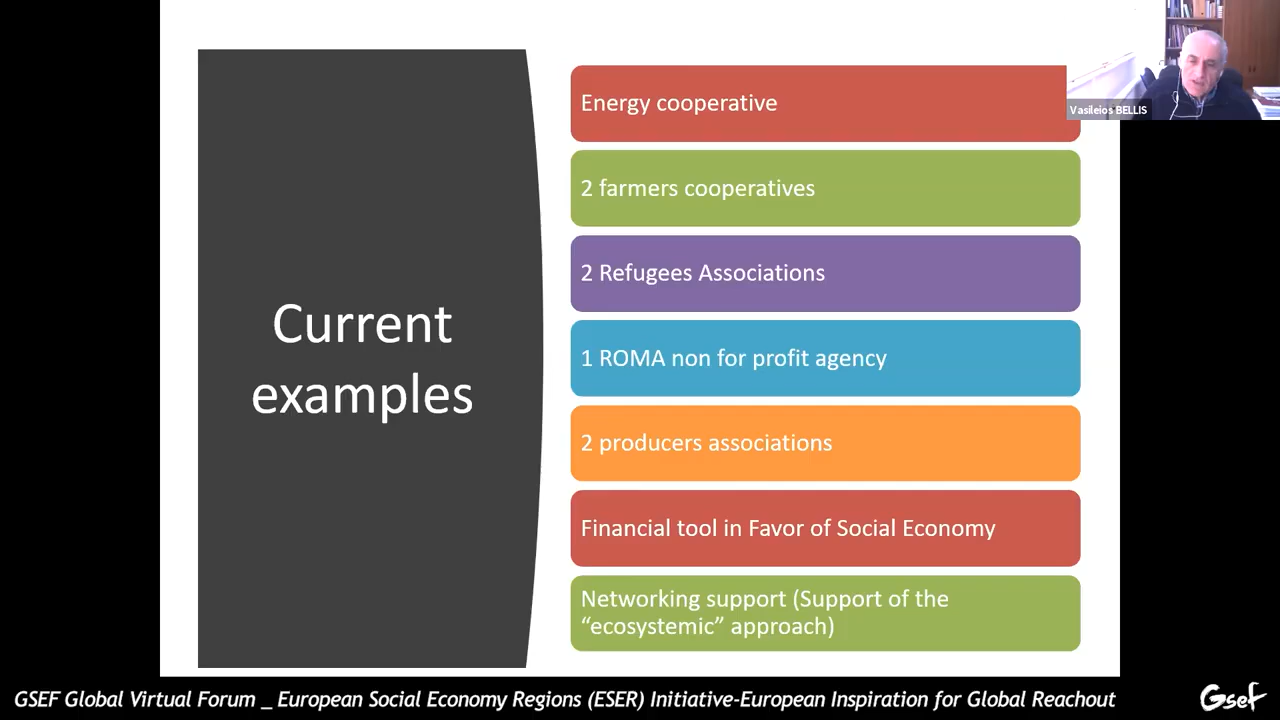 Current
examples
Energy cooperative
2 farmers cooperatives
2 Refugees Associations
1 ROMA non for profit agency
2 producers associations
Financial tool in Favor of Social Economy
Networking support (Support of the
“ecosystemic” approach)
Vasileios BELLIS
GSEF Global Virtual Forum _ European Social Economy Regions (ESER) Initiative-European Inspiration for Global Reachout
Gsef